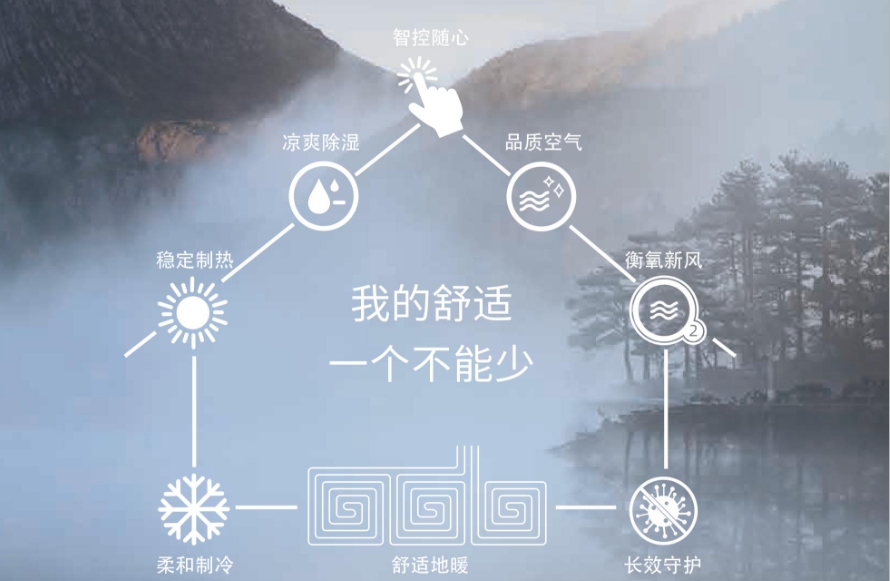 智控随心
凉爽除湿
品质空气
稳定制热
衡氧新风
2
我的舒适
一个不能少
柔和制冷
舒适地暖
长效守护